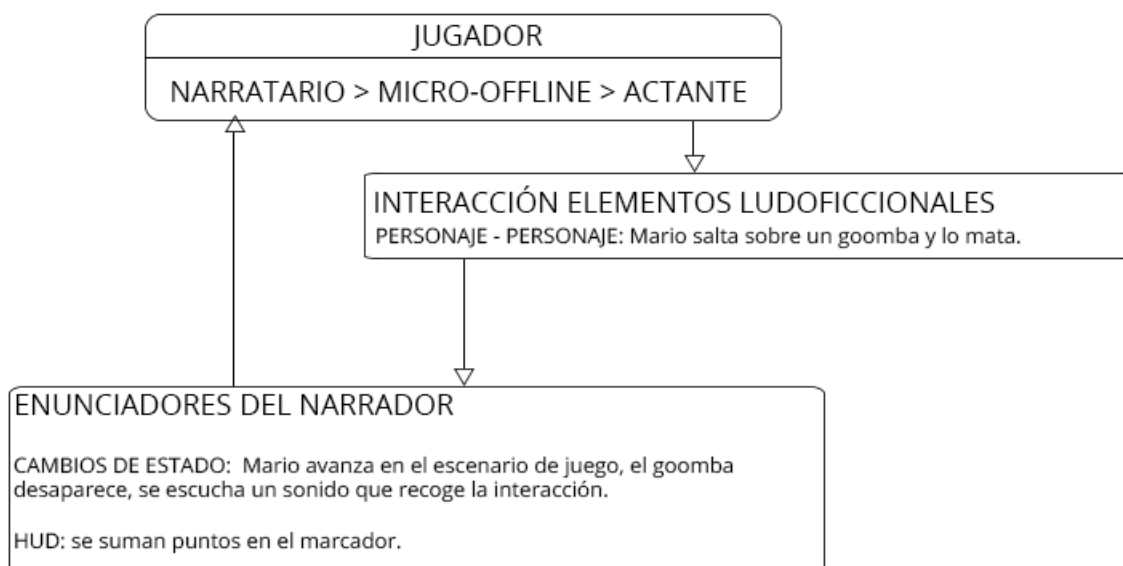 JUGADOR
NARRATARIO > MICRO-OFFLINE > ACTANTE
INTERACCIÓN ELEMENTOS LUDOFICCIONALES
PERSONAJE - PERSONAJE: Mario salta sobre un goomba y lo mata.
ENUNCIADORES DEL NARRADOR
CAMBIOS DE ESTADO: Mario avanza en el escenario de juego, el goomba
desaparece, se escucha un sonido que recoge la interacción.
HUD: se suman puntos en el marcador.